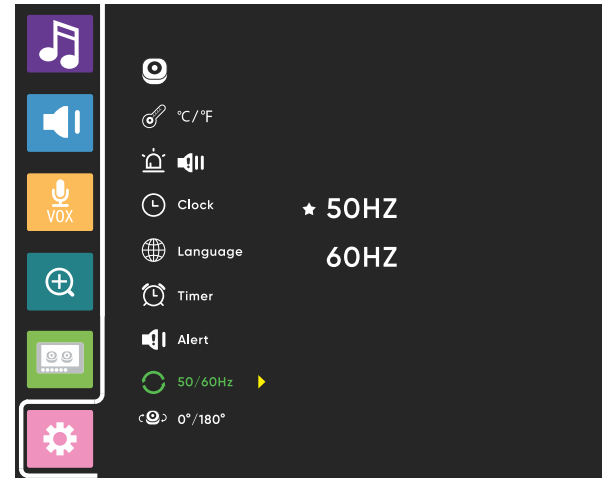 VOX
°C/°F
Clock
Language
Timer
Alert
50/60Hz
0°/180°
★ 50HZ
60HZ